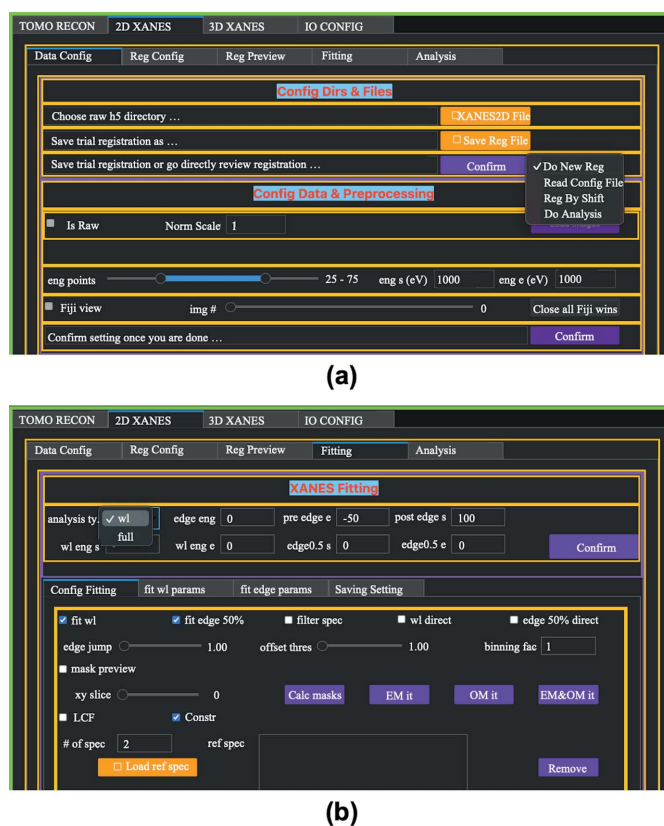 TOMO RECON 2D XANES 3D XANES IO CONFIG
Data Config Reg Config Reg Preview Fitting Analysis
Config Dirs & Files
Choose raw h5 directory ... XANES2D File
Save trial registration as ... Save Reg File
Save trial registration or go directly review registration ... Confirm ✓ Do New Reg
Read Config File
Reg By Shift
Do Analysis
Config Data & Preprocessing
Is Raw Norm Scale 1
eng points 25 - 75 eng s (eV) 1000 eng e (eV) 1000
Fiji view img # 0 Close all Fiji wins
Confirm setting once you are done ... Confirm
(a)
TOMO RECON 2D XANES 3D XANES IO CONFIG
Data Config Reg Config Reg Preview Fitting Analysis
XANES Fitting
analysis ty. ✓ wl edge eng 0 pre edge e -50 post edge s 100
full
wl eng s wl eng e 0 edge0.5 s 0 edge0.5 e 0 Confirm
Config Fitting fit wl params fit edge params Saving Setting
fit wl fit edge 50% filter spec wl direct edge 50% direct
edge jump 1.00 offset thres 1.00 binning fac 1
mask preview
xy slice 0 Calc masks EM it OM it EM&OM it
LCF Constr
# of spec 2 ref spec
Load ref spec Remove
(b)